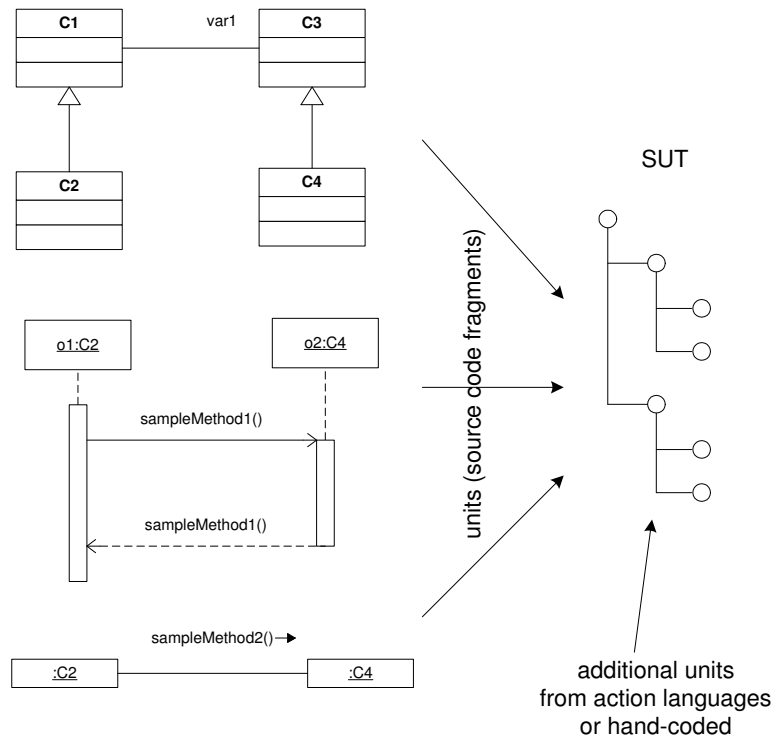 C1
var1
C3
C2
C4
SUT
units (source code fragments)
o1:C2
o2:C4
sampleMethod1()
sampleMethod1()
sampleMethod2()
:C2
:C4
additional units
from action languages
or hand-coded